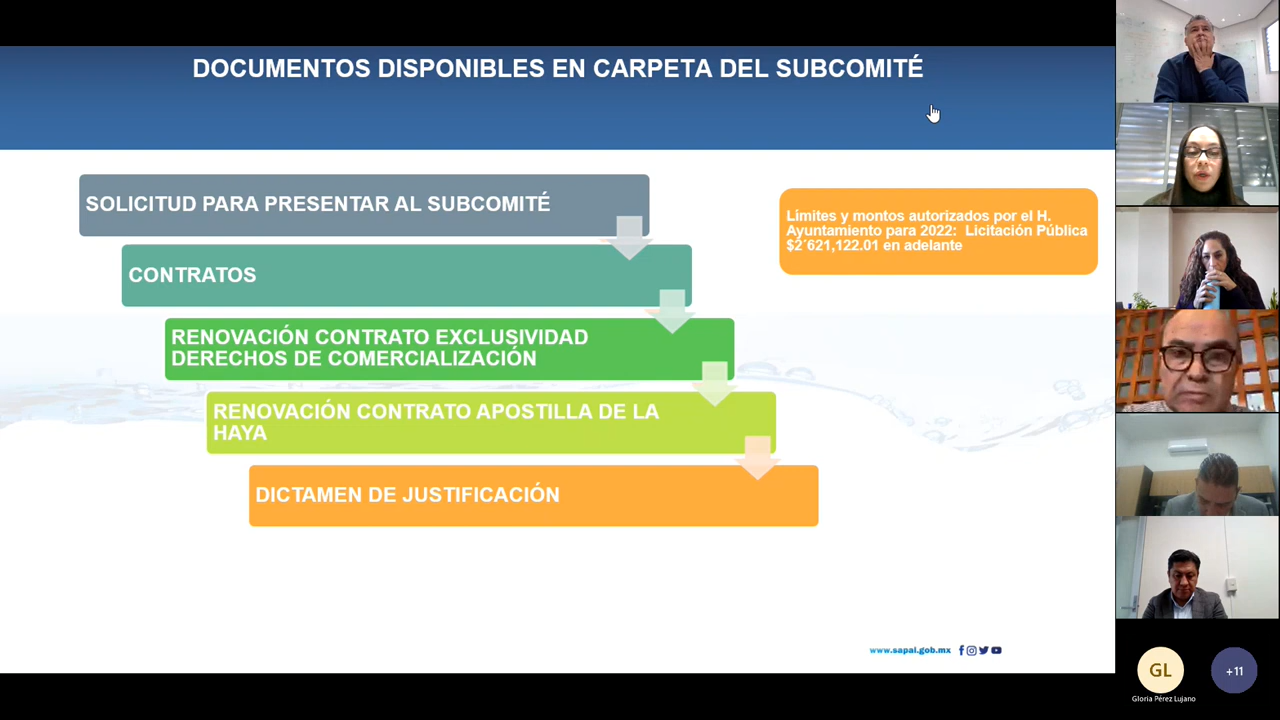 DOCUMENTOS DISPONIBLES EN CARPETA DEL SUBCOMITÉ
SOLICITUD PARA PRESENTAR AL SUBCOMITÉ
CONTRATOS
RENOVACIÓN CONTRATO EXCLUSIVIDAD
DERECHOS DE COMERCIALIZACIÓN
RENOVACIÓN CONTRATO APOSTILLA DE LA
HAYA
DICTAMEN DE JUSTIFICACIÓN
Limites y montos autorizados por el H.
Ayuntamiento para 2022: Licitación Pública
$2´621,122.01 en adelante
www.sapal.gob.mx
GL
Gloria Pérez Lujano
+11